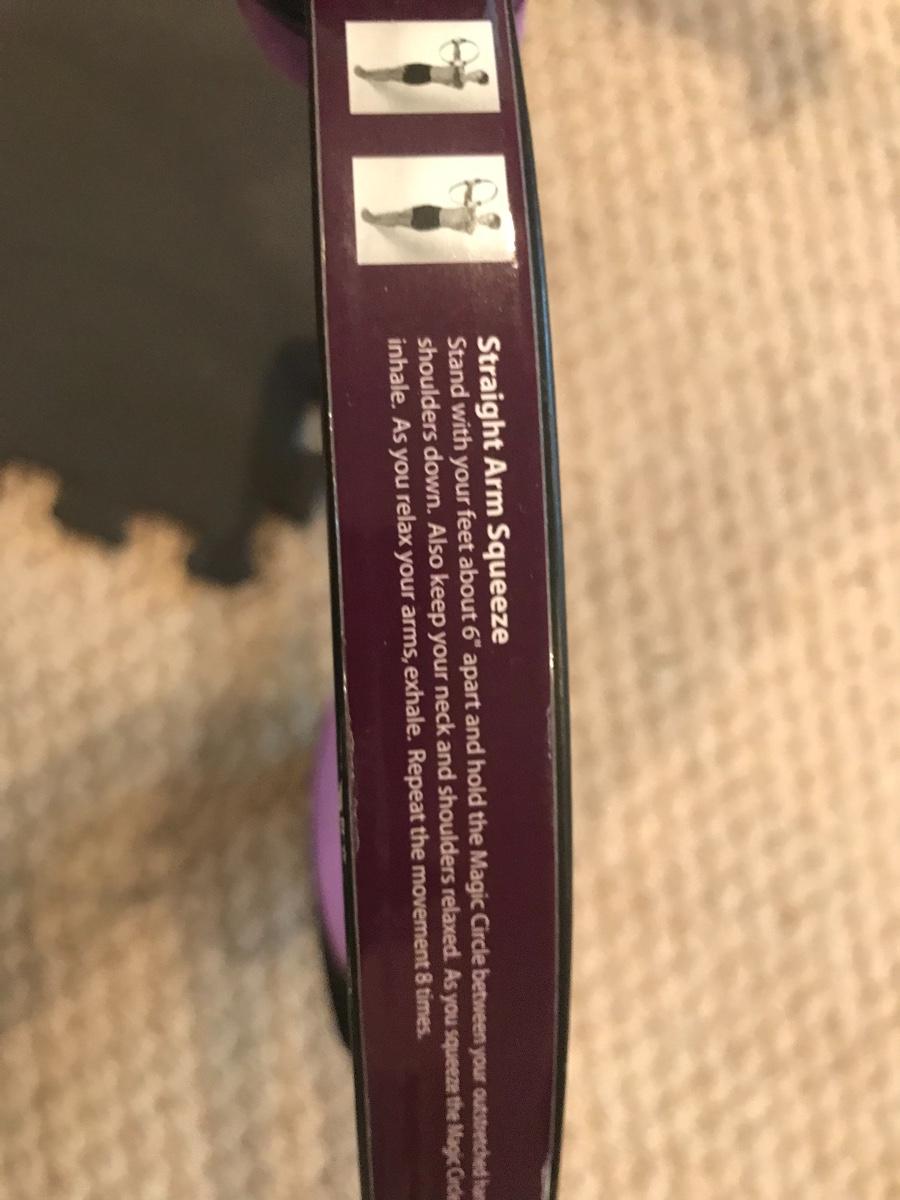 Straight Arm Squeeze
Stand with your feet about 6" apart and hold the Magic Circle between your outstretched
shoulders down. Also keep your neck and shoulders relaxed. As you squeeze the Magic Circle
inhale. As you relax your arms, exhale. Repeat the movement 8 times.